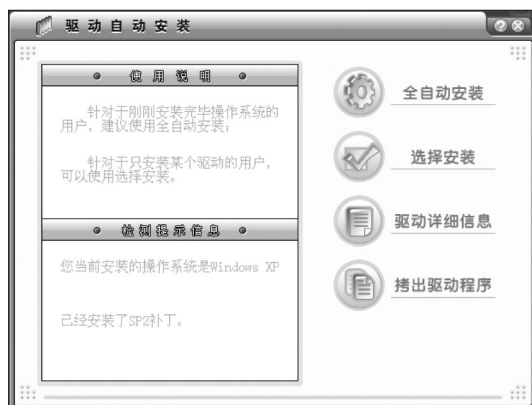 驱动自动安装
使用说明
针对于刚刚安装完毕操作系统的
用户，建议使用全自动安装；
针对于只安装某个驱动的用户，
可以使用选择安装。
检测提示信息
您当前安装的操作系统是Windows XP
已经安装了SP2补丁。
全自动安装
选择安装
驱动详细信息
拷出驱动程序